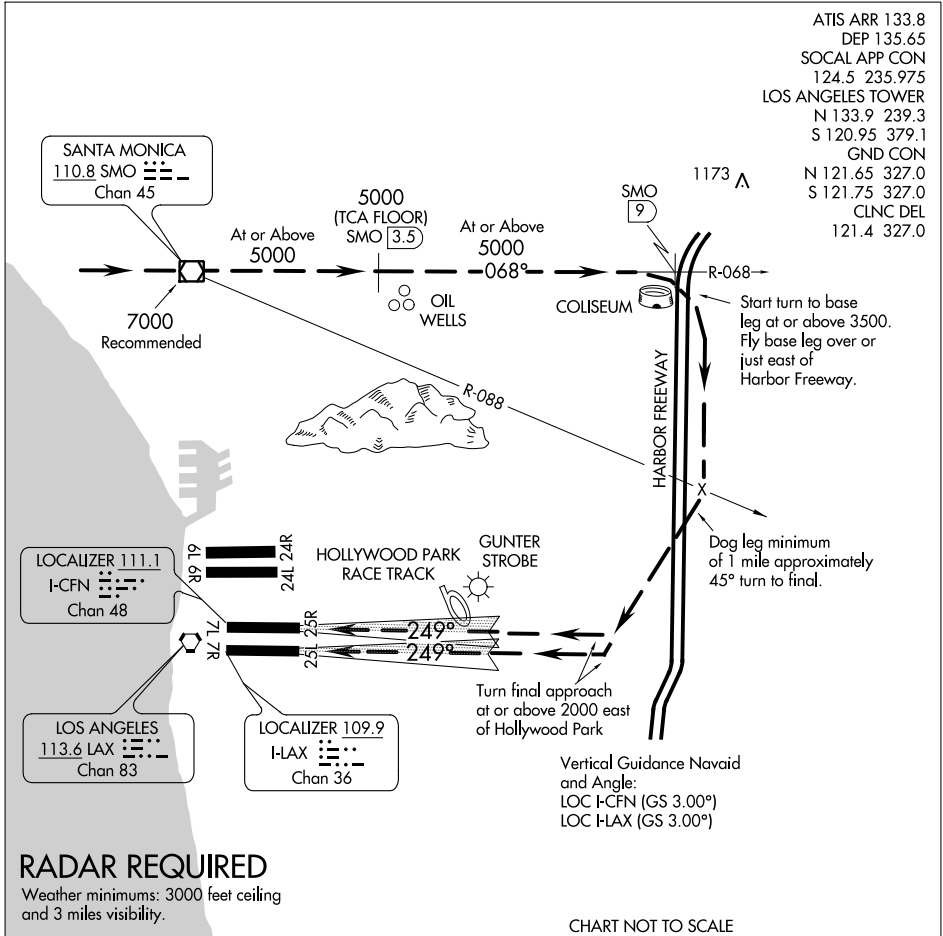 ATIS ARR 133.8
DEP 135.65
SOCAL APP CON
124.5 235.975
LOS ANGELES TOWER
N 133.9 239.3
S 120.95 379.1
GND CON
N 121.65 327.0
S 121.75 327.0
CLNC DEL
121.4 327.0
1173
SANTA MONICA
110.8 SMO
Chan 45
At or Above
5000
5000
(TCA FLOOR)
SMO 3.5
At or Above
5000
068°
SMO
9
R-068
7000
Recommended
OIL
WELLS
COLISEUM
Start turn to base
leg at or above 3500.
Fly base leg over or
just east of
Harbor Freeway.
R-088
HARBOR FREEWAY
X
Dog leg minimum
of 1 mile approximately
45° turn to final.
LOCALIZER 111.1
I-CFN
Chan 48
6L
24R
6R
24L
HOLLYWOOD PARK
RACE TRACK
GUNTER
STROBE
7L
25R
249°
7R
25L
249°
Turn final approach
at or above 2000 east
of Hollywood Park
LOS ANGELES
113.6 LAX
Chan 83
LOCALIZER 109.9
I-LAX
Chan 36
Vertical Guidance Navaid
and Angle:
LOC I-CFN (GS 3.00°)
LOC I-LAX (GS 3.00°)
RADAR REQUIRED
Weather minimums: 3000 feet ceiling
and 3 miles visibility.
CHART NOT TO SCALE